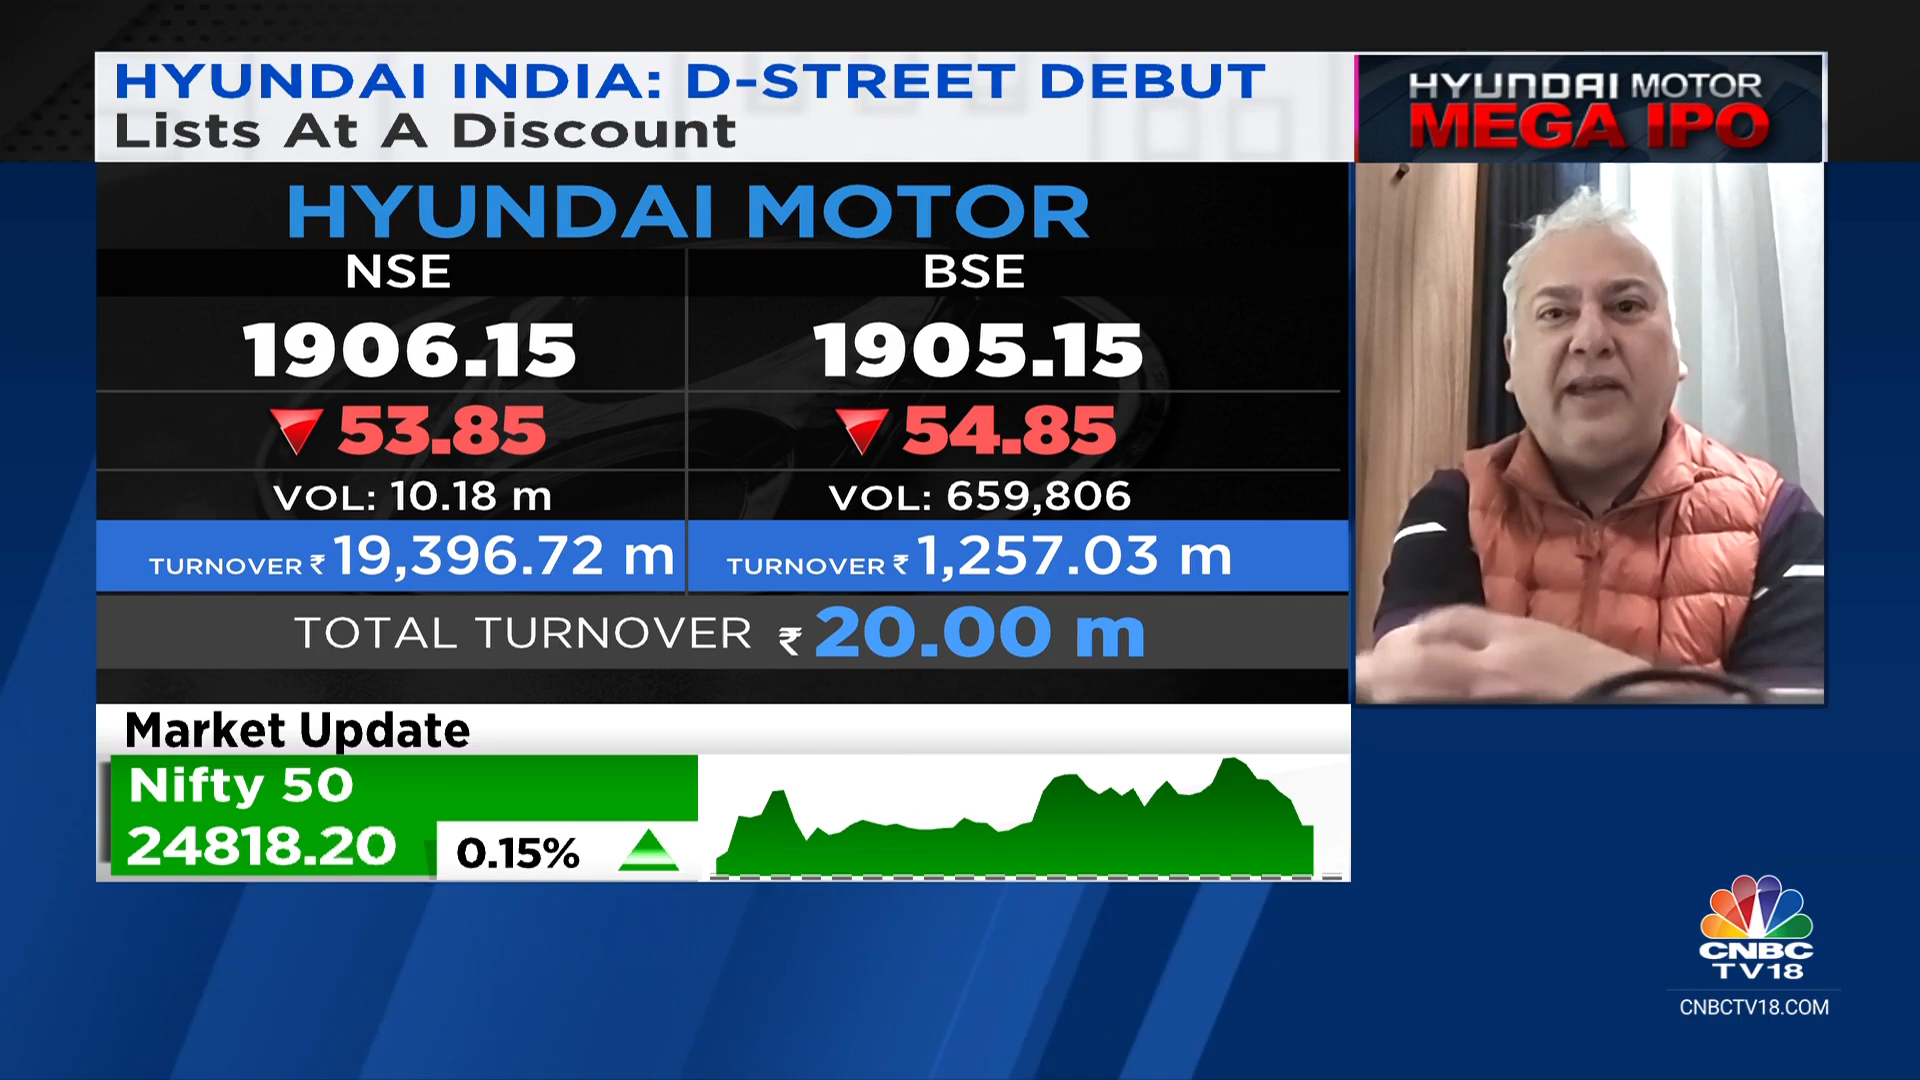 HYUNDAI INDIA: D-STREET DEBUT
Lists At A Discount
HYUNDAI MOTOR
MEGA IPO
HYUNDAI MOTOR
NSE
BSE
1906.15
1905.15
53.85
54.85
VOL: 10.18 m
VOL: 659,806
TURNOVER ₹ 19,396.72 m
TURNOVER ₹ 1,257.03 m
TOTAL TURNOVER ₹ 20.00 m
Market Update
Nifty 50
24818.20
0.15%
CNBC
TV18
CNBCTV18.COM